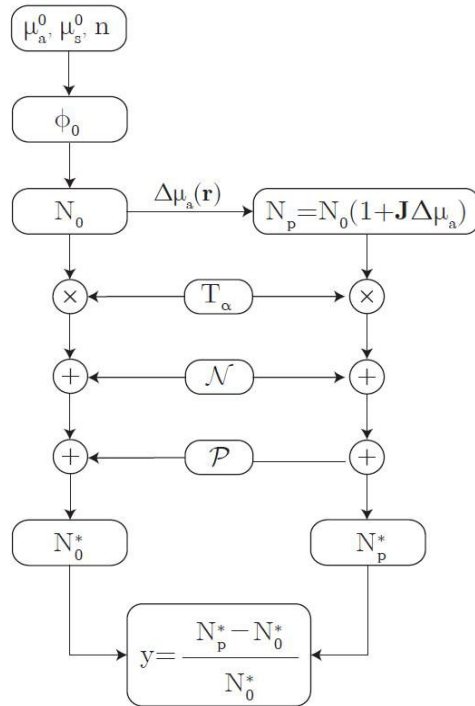 μ_a^0, μ_s^0, n
ϕ_0
N_0
Δμ_a(r)
N_p=N_0(1+JΔμ_a)
×
T_α
×
+
𝒩
+
+
𝒫
+
N_0^*
N_p^*
y= (N_p^*−N_0^*) / N_0^*